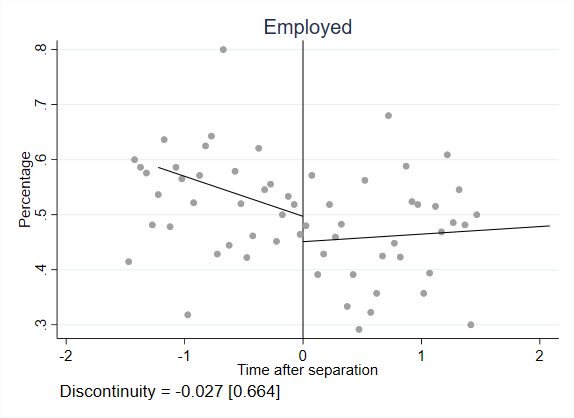 Employed
Percentage
.8
.7
.6
.5
.4
.3
-2 -1 0 1 2
Time after separation
Discontinuity = -0.027 [0.664]